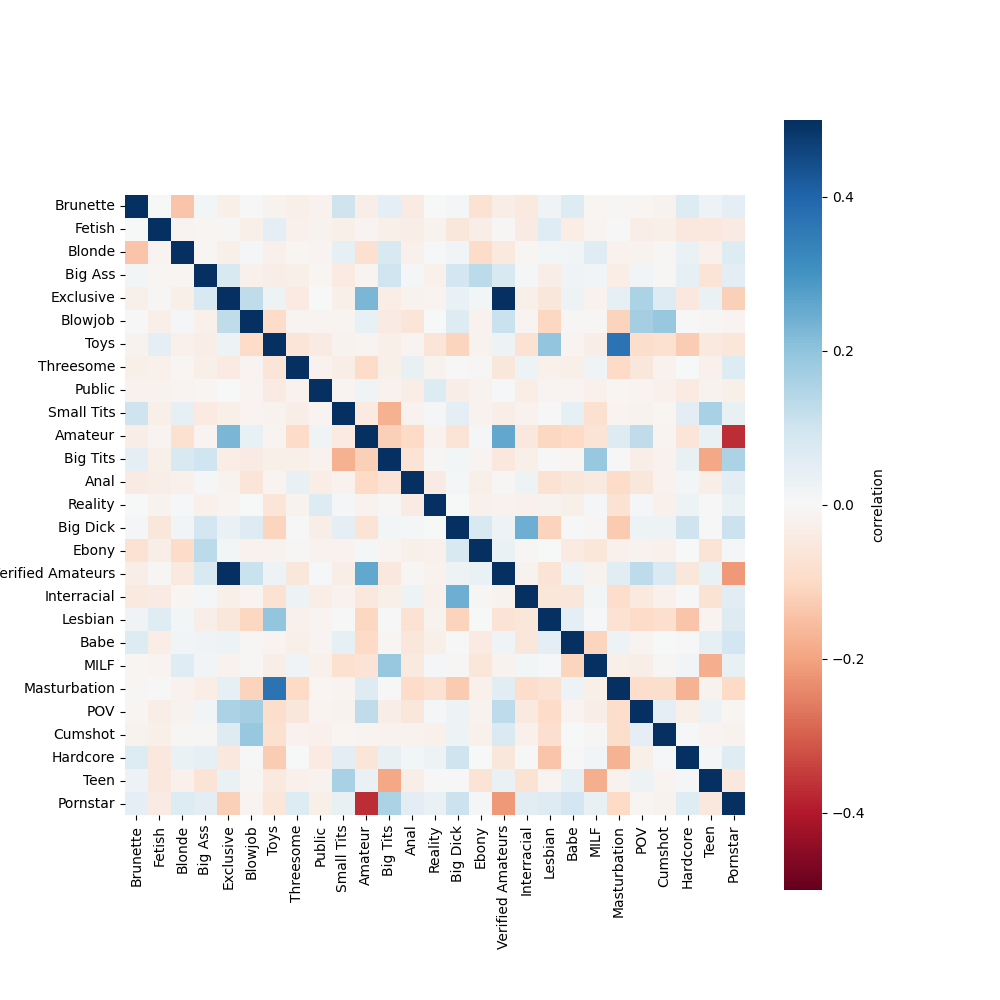 Brunette
Fetish
Blonde
Big Ass
Exclusive
Blowjob
Toys
Threesome
Public
Small Tits
Amateur
Big Tits
Anal
Reality
Big Dick
Ebony
erified Amateurs
Interracial
Lesbian
Babe
MILF
Masturbation
POV
Cumshot
Hardcore
Teen
Pornstar
Brunette
Fetish
Blonde
Big Ass
Exclusive
Blowjob
Toys
Threesome
Public
Small Tits
Amateur
Big Tits
Anal
Reality
Big Dick
Ebony
Verified Amateurs
Interracial
Lesbian
Babe
MILF
Masturbation
POV
Cumshot
Hardcore
Teen
Pornstar
0.4
0.2
0.0
−0.2
−0.4
correlation